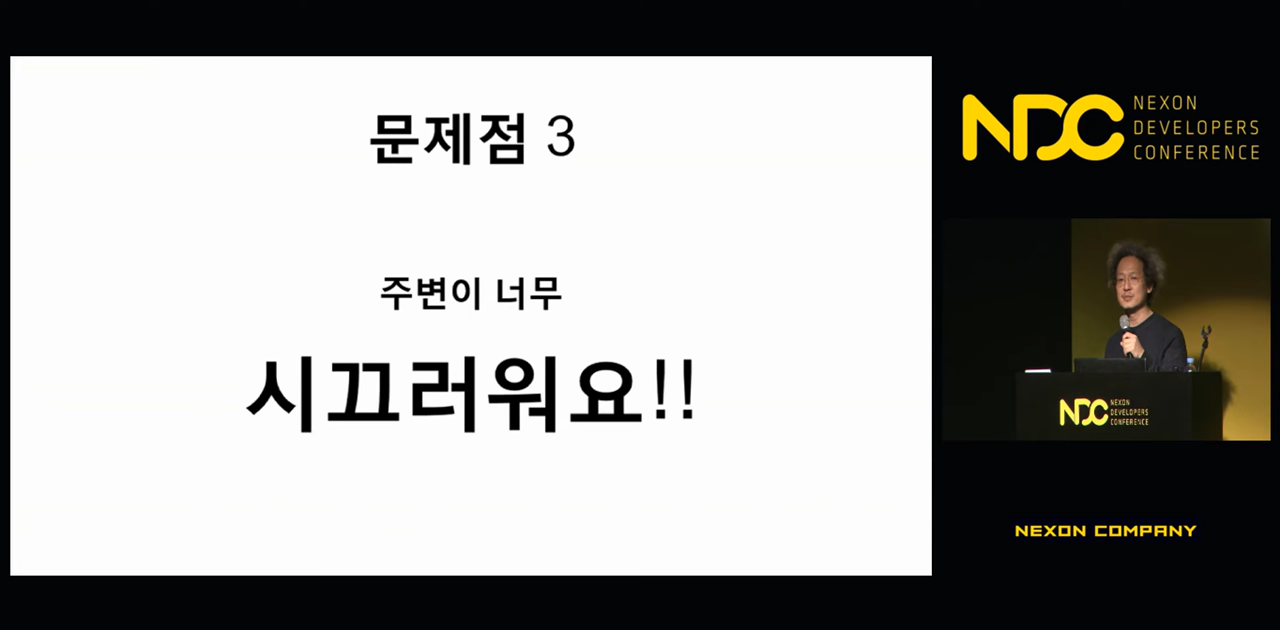 문제점 3
주변이 너무
시끄러워요!!
NDC
NEXON
DEVELOPERS
CONFERENCE
NDC
NEXON
DEVELOPERS
CONFERENCE
NEXON COMPANY